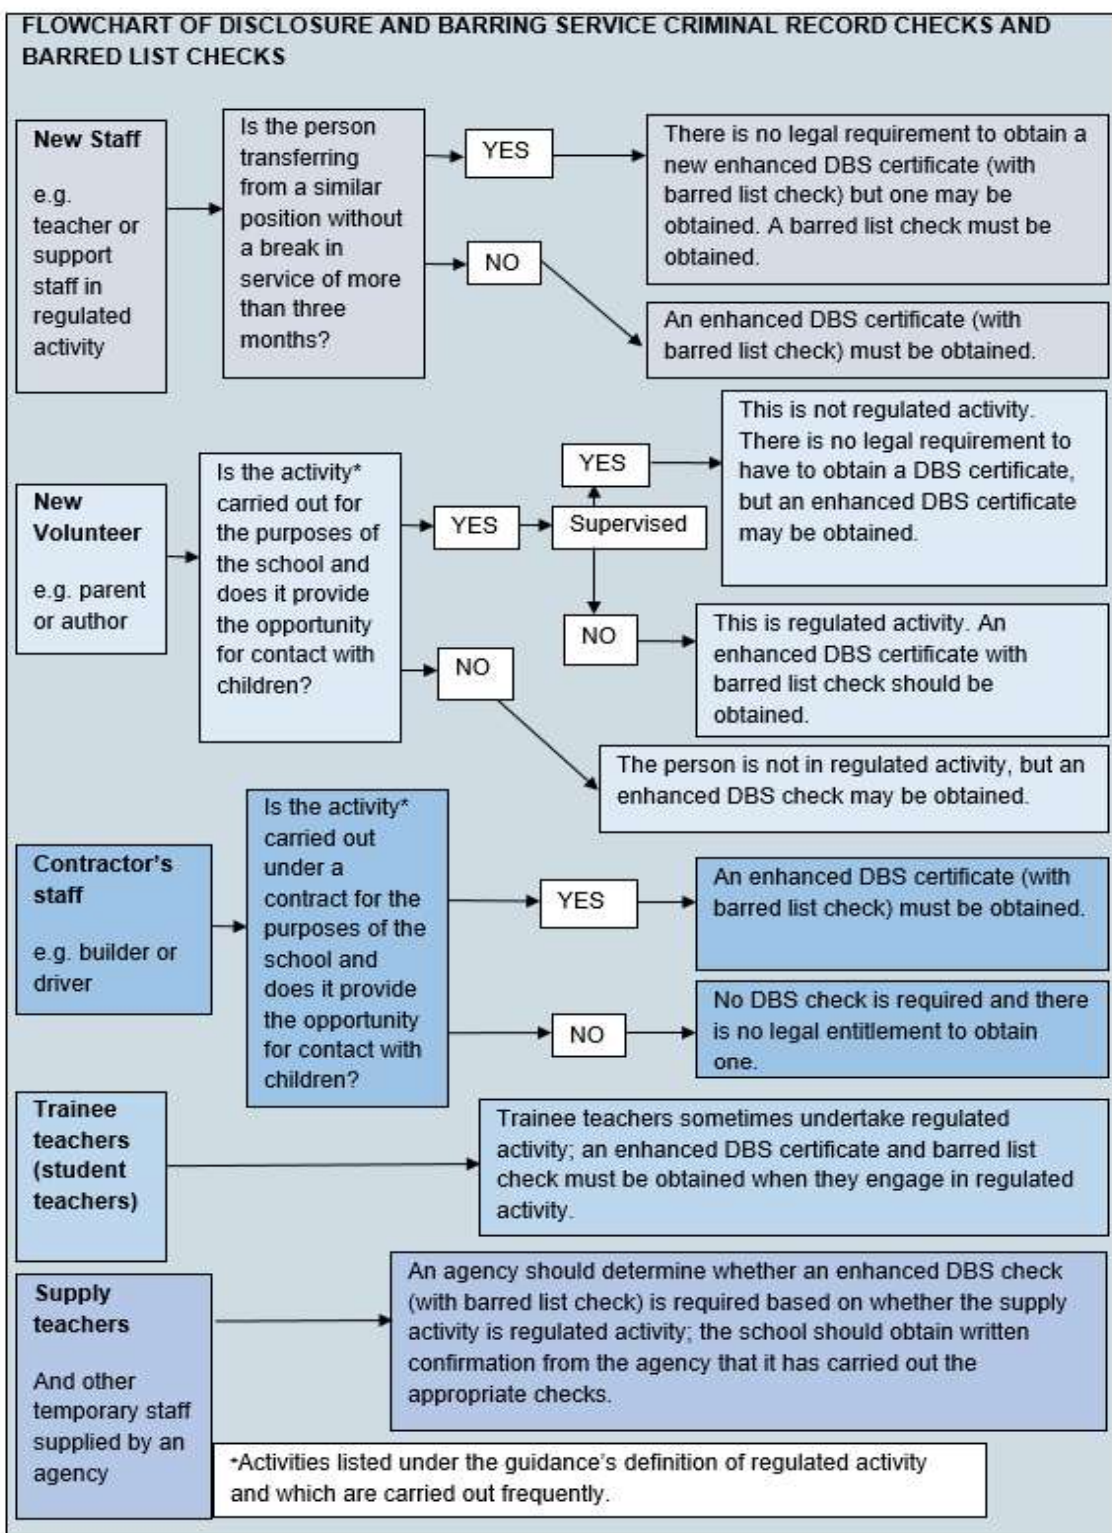 FLOWCHART OF DISCLOSURE AND BARRING SERVICE CRIMINAL RECORD CHECKS AND
BARRED LIST CHECKS
New Staff
e.g.
teacher or
support
staff in
regulated
activity
Is the person
transferring
from a similar
position without
a break in
service of more
than three
months?
YES
There is no legal requirement to obtain a
new enhanced DBS certificate (with
barred list check) but one may be
obtained. A barred list check must be
obtained.
NO
An enhanced DBS certificate (with
barred list check) must be obtained.
New
Volunteer
e.g. parent
or author
Is the activity*
carried out for
the purposes of
the school and
does it provide
the opportunity
for contact with
children?
YES
Supervised
YES
This is not regulated activity.
There is no legal requirement to
have to obtain a DBS certificate,
but an enhanced DBS certificate
may be obtained.
NO
This is regulated activity. An
enhanced DBS certificate with
barred list check should be
obtained.
NO
The person is not in regulated activity, but an
enhanced DBS check may be obtained.
Contractor's
staff
e.g. builder or
driver
Is the activity*
carried out
under a
contract for the
purposes of the
school and
does it provide
the opportunity
for contact with
children?
YES
An enhanced DBS certificate (with
barred list check) must be obtained.
NO
No DBS check is required and there
is no legal entitlement to obtain
one.
Trainee
teachers
(student
teachers)
Trainee teachers sometimes undertake regulated
activity; an enhanced DBS certificate and barred list
check must be obtained when they engage in regulated
activity.
Supply
teachers
And other
temporary staff
supplied by an
agency
An agency should determine whether an enhanced DBS check
(with barred list check) is required based on whether the supply
activity is regulated activity; the school should obtain written
confirmation from the agency that it has carried out the
appropriate checks.
*Activities listed under the guidance's definition of regulated activity
and which are carried out frequently.